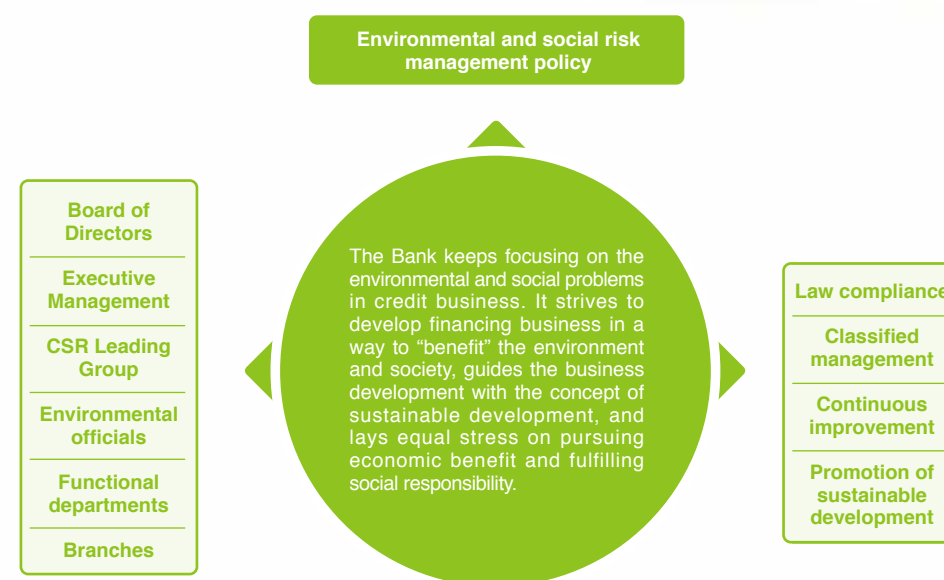 Environmental and social risk
management policy
Board of
Directors
Executive
Management
CSR Leading
Group
Environmental
officials
Functional
departments
Branches
The Bank keeps focusing on the
environmental and social problems
in credit business. It strives to
develop financing business in a
way to “benefit” the environment
and society, guides the business
development with the concept of
sustainable development, and
lays equal stress on pursuing
economic benefit and fulfilling
social responsibility.
Law compliance
Classified
management
Continuous
improvement
Promotion of
sustainable
development